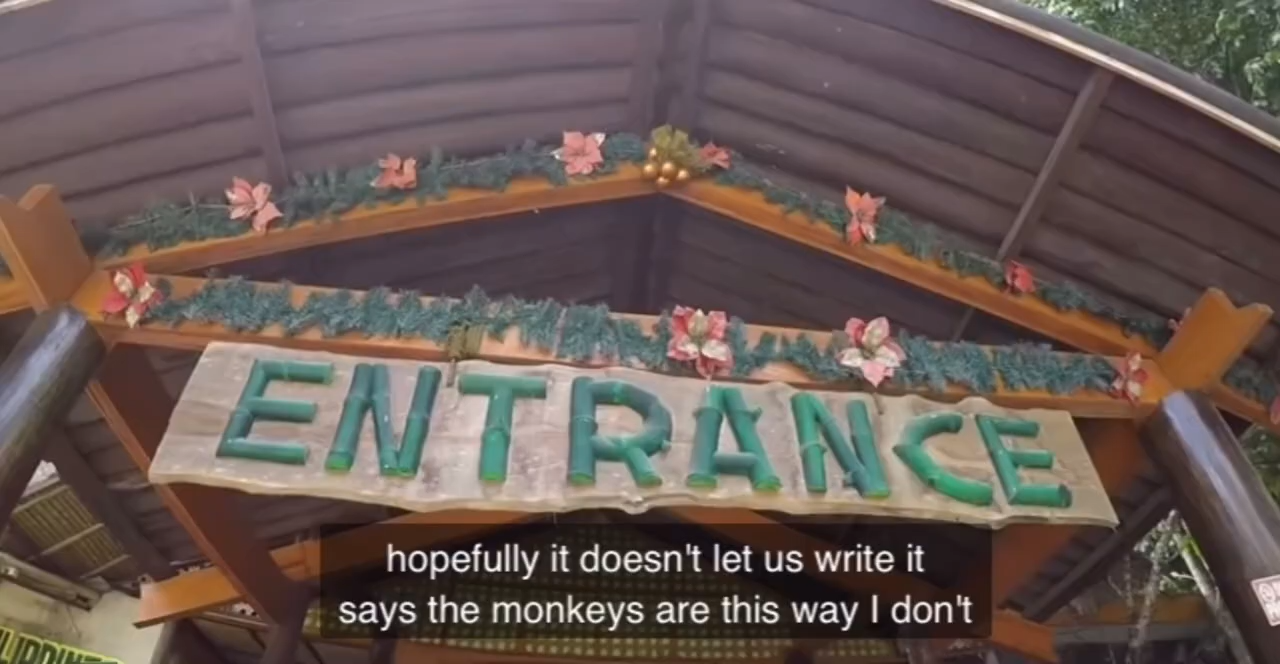 ENTRANCE
hopefully it doesn't let us write it
says the monkeys are this way I don't